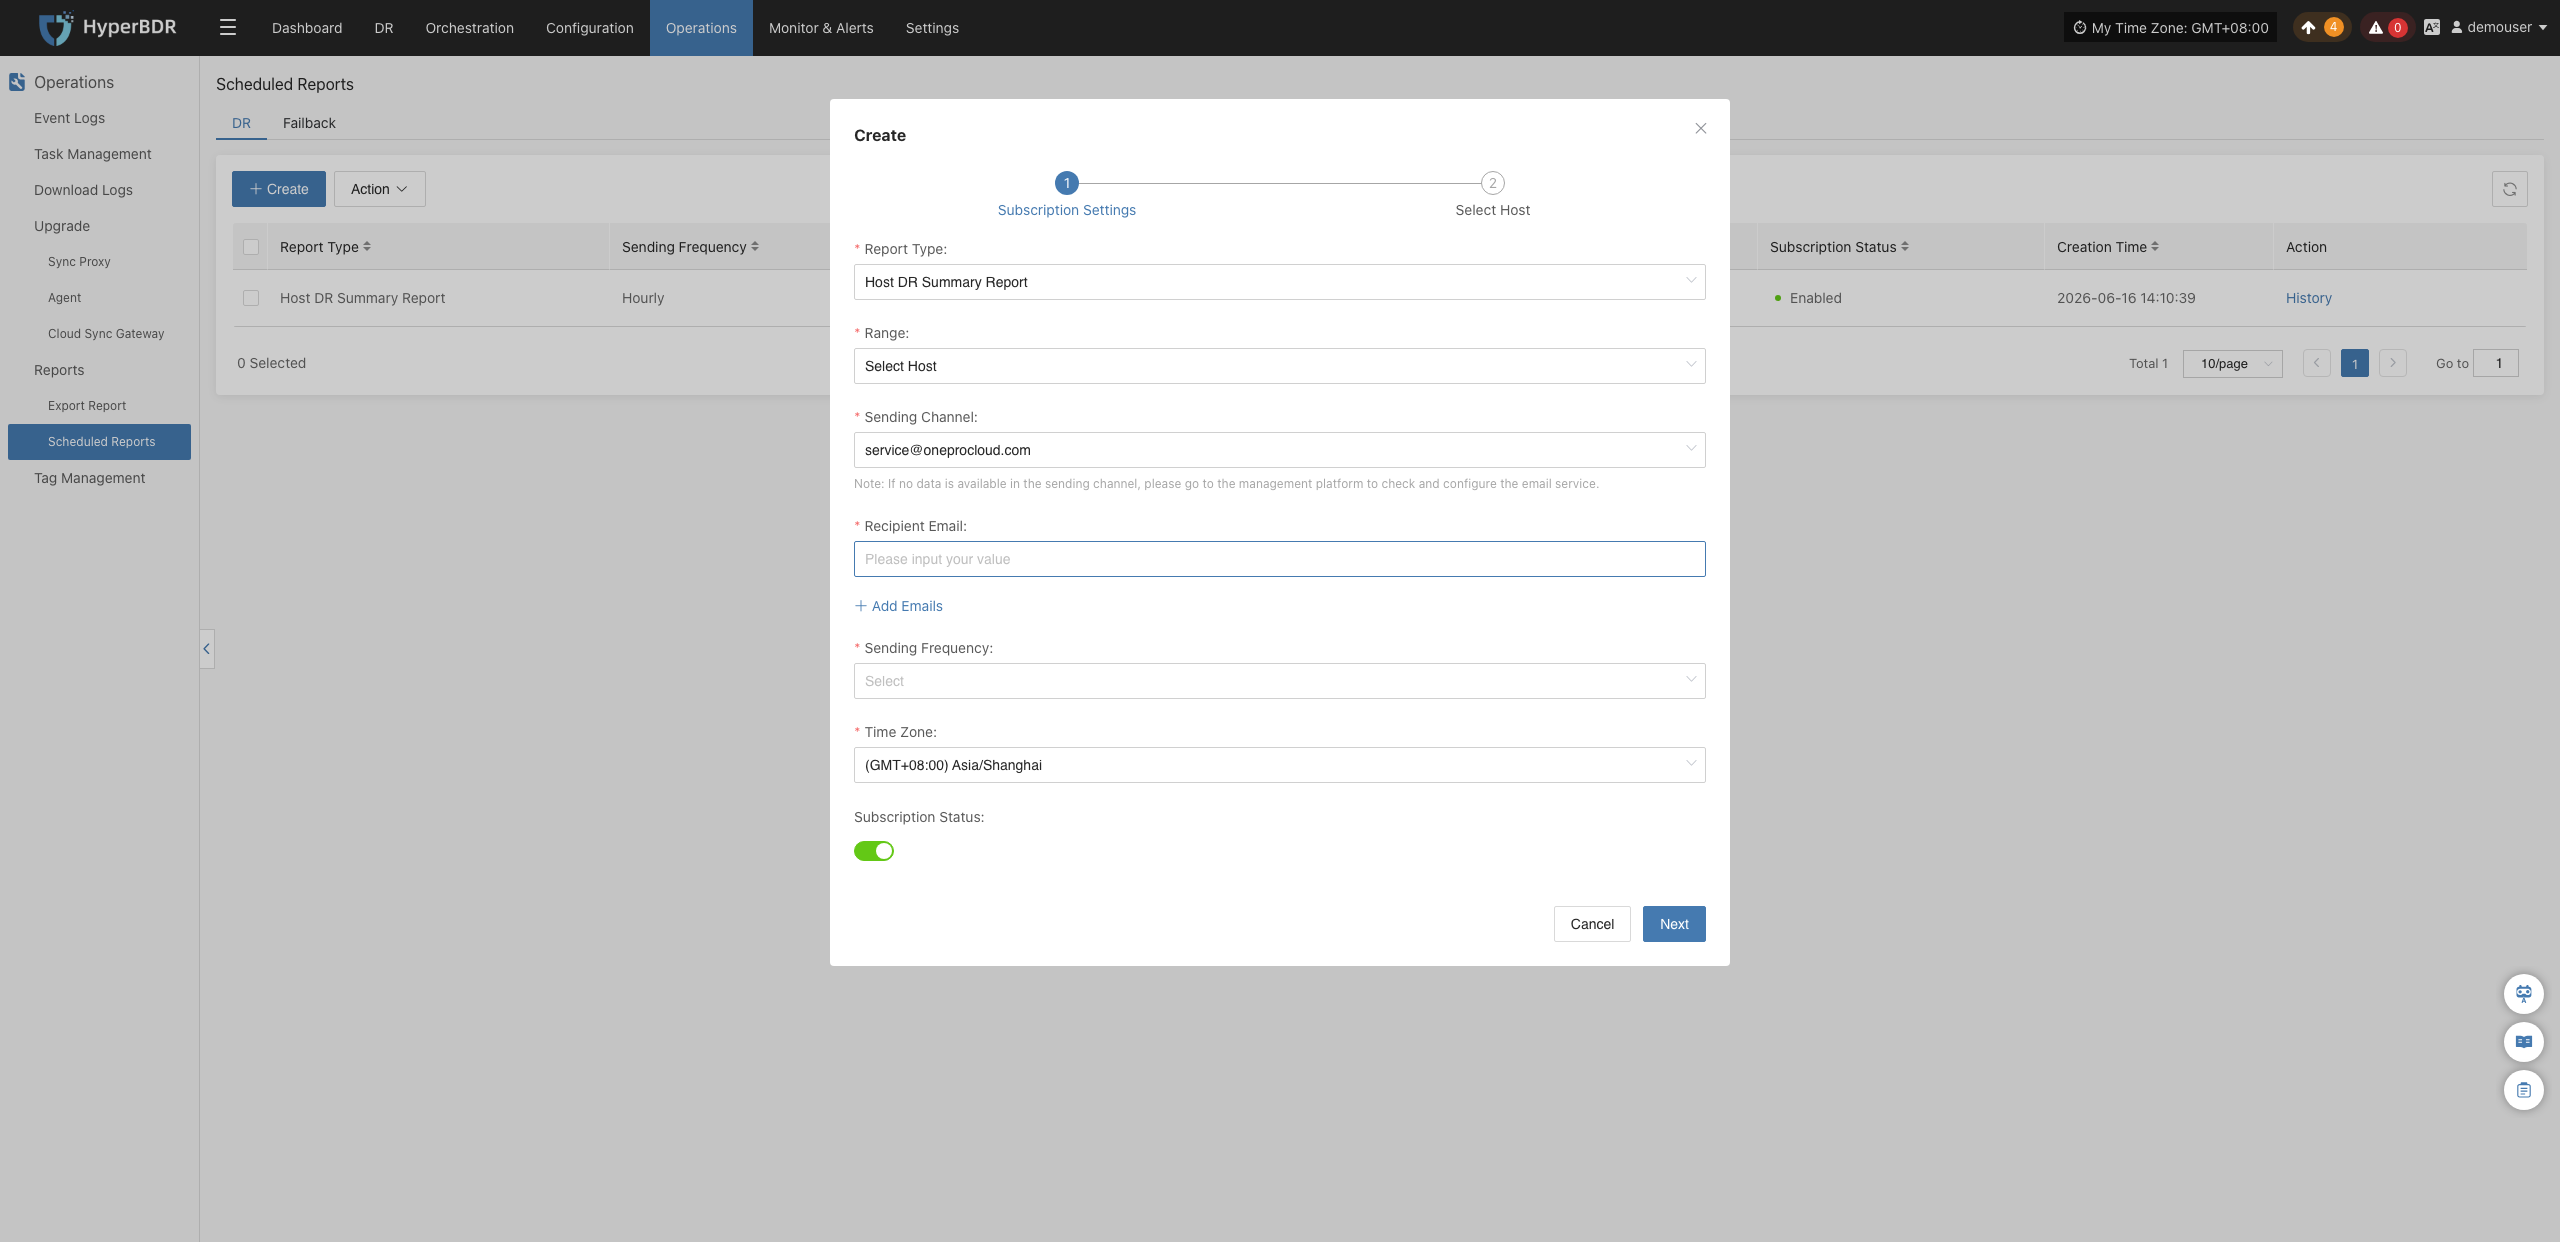 HyperBDR
Dashboard
DR
Orchestration
Configuration
Operations
Monitor & Alerts
Settings
My Time Zone: GMT+08:00
4
0
demouser
Operations
Event Logs
Task Management
Download Logs
Upgrade
Sync Proxy
Agent
Cloud Sync Gateway
Reports
Export Report
Scheduled Reports
Tag Management
Scheduled Reports
DR
Failback
Create
Action
Report Type
Sending Frequency
Subscription Status
Creation Time
Action
Host DR Summary Report
Hourly
Enabled
2026-06-16 14:10:39
History
0 Selected
Total 1
10/page
1
Go to
1
Create
1
2
Subscription Settings
Select Host
* Report Type:
Host DR Summary Report
* Range:
Select Host
* Sending Channel:
service@oneprocloud.com
Note: If no data is available in the sending channel, please go to the management platform to check and configure the email service.
* Recipient Email:
Please input your value
+ Add Emails
* Sending Frequency:
Select
* Time Zone:
(GMT+08:00) Asia/Shanghai
Subscription Status:
Cancel
Next